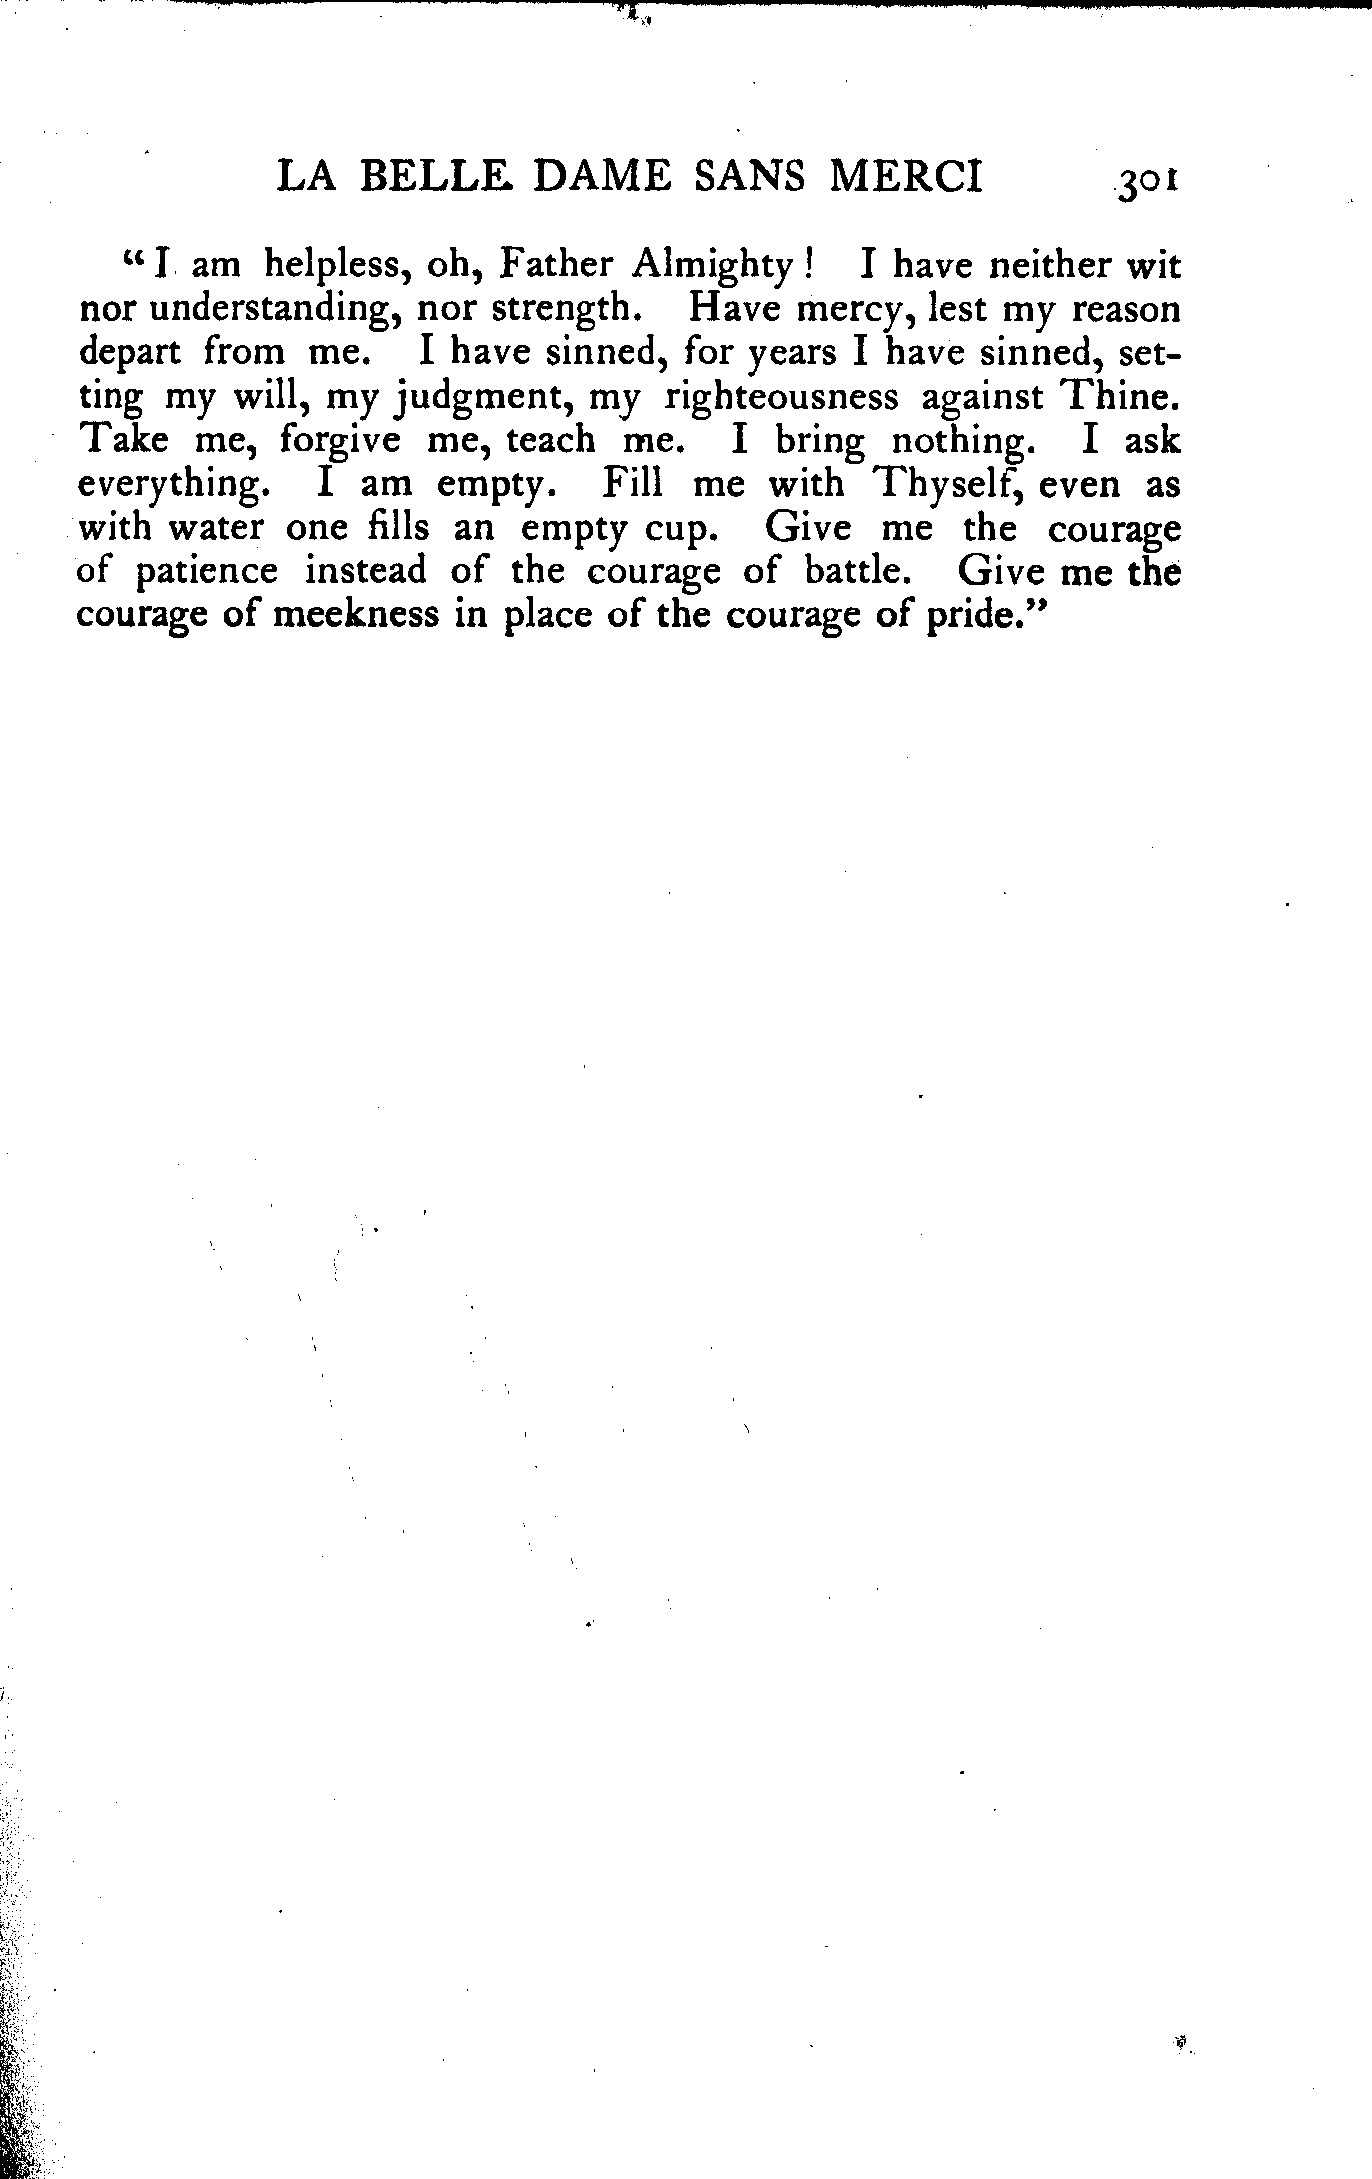 LA BELLE DAME SANS MERCI 301
“I am helpless, oh, Father Almighty! I have neither wit
nor understanding, nor strength. Have mercy, lest my reason
depart from me. I have sinned, for years I have sinned, set-
ting my will, my judgment, my righteousness against Thine.
Take me, forgive me, teach me. I bring nothing. I ask
everything. I am empty. Fill me with Thyself, even as
with water one fills an empty cup. Give me the courage
of patience instead of the courage of battle. Give me the
courage of meekness in place of the courage of pride.”